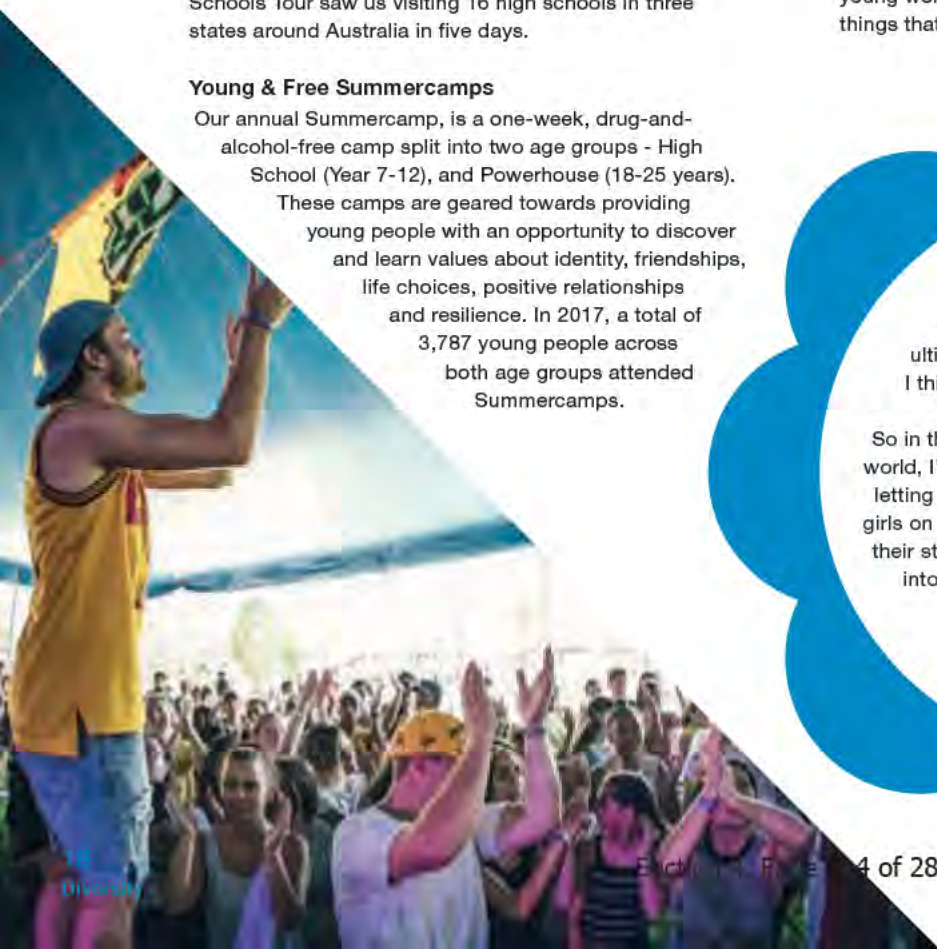 Schools Tour saw us visiting 16 high schools in three
states around Australia in five days.
Young & Free Summercamps
Our annual Summercamp, is a one-week, drug-and-
alcohol-free camp split into two age groups - High
School (Year 7-12), and Powerhouse (18-25 years).
These camps are geared towards providing
young people with an opportunity to discover
and learn values about identity, friendships,
life choices, positive relationships
and resilience. In 2017, a total of
3,787 young people across
both age groups attended
Summercamps.
things that
I thi
So in th
world, I'
letting
girls on
their st
into
Diversity
4 of 28